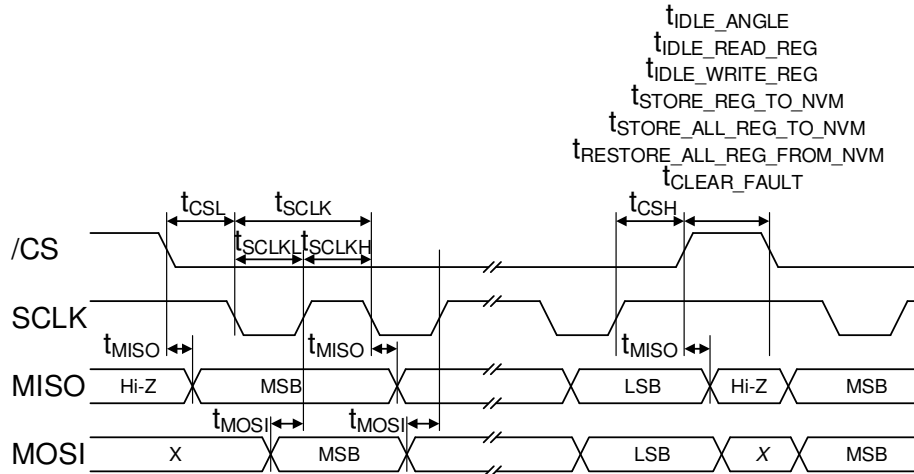 tIDLE_ANGLE
tIDLE_READ_REG
tIDLE_WRITE_REG
tSTORE_REG_TO_NVM
tSTORE_ALL_REG_TO_NVM
tRESTORE_ALL_REG_FROM_NVM
tCLEAR_FAULT
tCSL tSCLK tCSH
/CS tSCLKL tSCLKH
SCLK
tMISO tMISO tMISO
MISO Hi-Z MSB LSB Hi-Z MSB
tMOSI tMOSI
MOSI X MSB LSB X MSB